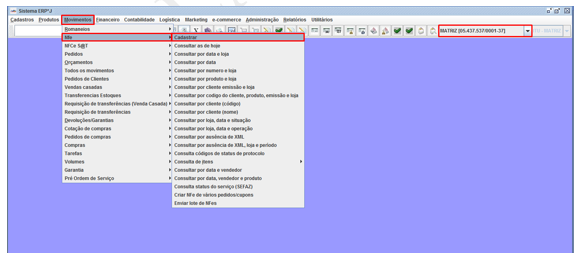 Sistema ERP*J
Cadastros Produtos Movimentos Financeiro Contabilidade Logística Marketing e-commerce Administração Relatórios Utilitários
MATRIZ [05.437.537/0001-37]
TO. MATRIZ
Romaneios
Nfe
NFCe S@T
Pedidos
Orçamentos
Todos os movimentos
Pedidos de Clientes
Vendas casadas
Transferencias Estoques
Requisição de transferências (Venda Casada)
Requisição de transferências
Devoluções/Garantias
Cotação de compras
Pedidos de compras
Compras
Tarefas
Volumes
Garantia
Pré Ordem de Serviço
Cadastrar
Consultar as de hoje
Consultar por data e loja
Consultar por data
Consultar por numero e loja
Consultar por produto e loja
Consultar por cliente emissão e loja
Consultar por codigo do cliente, produto, emissão e loja
Consultar por cliente (código)
Consultar por cliente (nome)
Consultar por loja, data e situação
Consultar por loja, data e operação
Consultar por ausência de XML
Consultar por ausência de XML, loja e período
Consulta códigos de status de protocolo
Consulta de itens
Consultar por data e vendedor
Consultar por data, vendedor e produto
Consulta status do serviço (SEFAZ)
Criar NFe de vários pedidos/cupons
Enviar lote de NFes